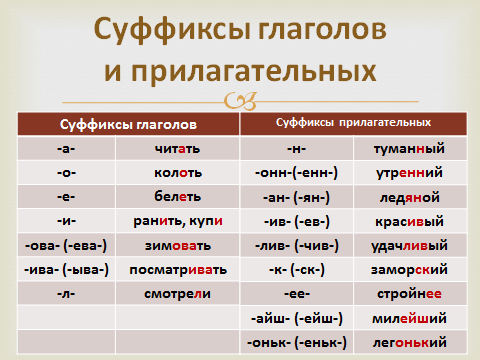 Суффиксы глаголов
и прилагательных
Суффиксы глаголов Суффиксы прилагательных
-а- читать -н- туманный
-о- колоть -онн-(-енн-) утренний
-е- белеть -ан- (-ян-) ледяной
-и- ранить, купи -ив- (-ев-) красивый
-ова- (-ева-) зимовать -лив- (-чив-) удачливый
-ива- (-ыва-) посматривать -к- (-ск-) заморский
-л- смотрели -ее- стройнее
-айш- (-ейш-) милейший
-оньк- (-еньк-) легонький